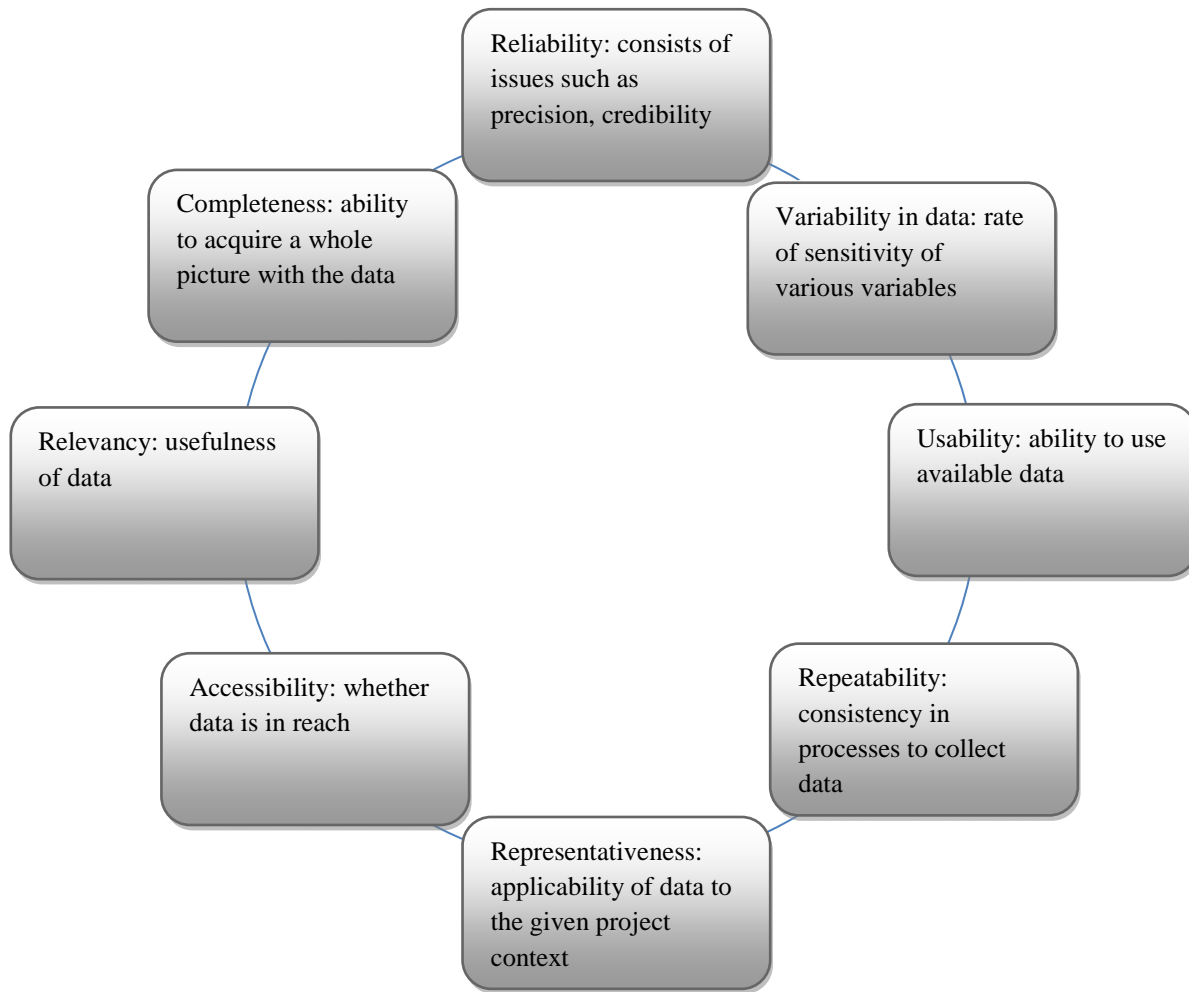 Reliability: consists of
issues such as
precision, credibility
Variability in data: rate
of sensitivity of
various variables
Usability: ability to use
available data
Repeatability:
consistency in
processes to collect
data
Representativeness:
applicability of data to
the given project
context
Accessibility: whether
data is in reach
Relevancy: usefulness
of data
Completeness: ability
to acquire a whole
picture with the data